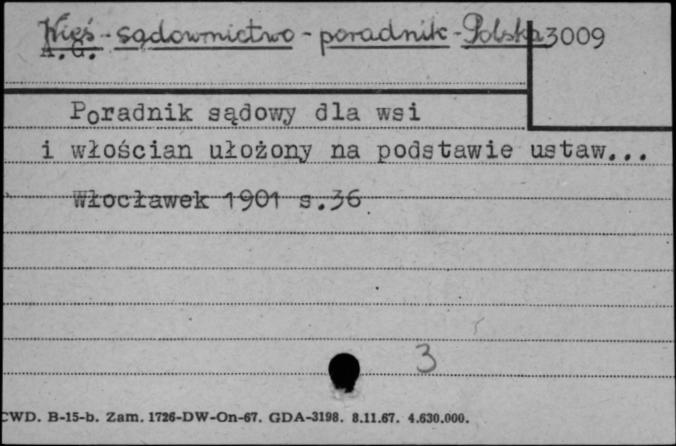 Wieś - sądownictwo - poradnik - Polska 3009
A. G.
Poradnik sądowy dla wsi
i włościan ułożony na podstawie ustaw...
Włocławek 1901 s.36
3
CWD. B-15-b. Zam. 1726-DW-On-67. GDA-3198. 8.11.67. 4.630.000.